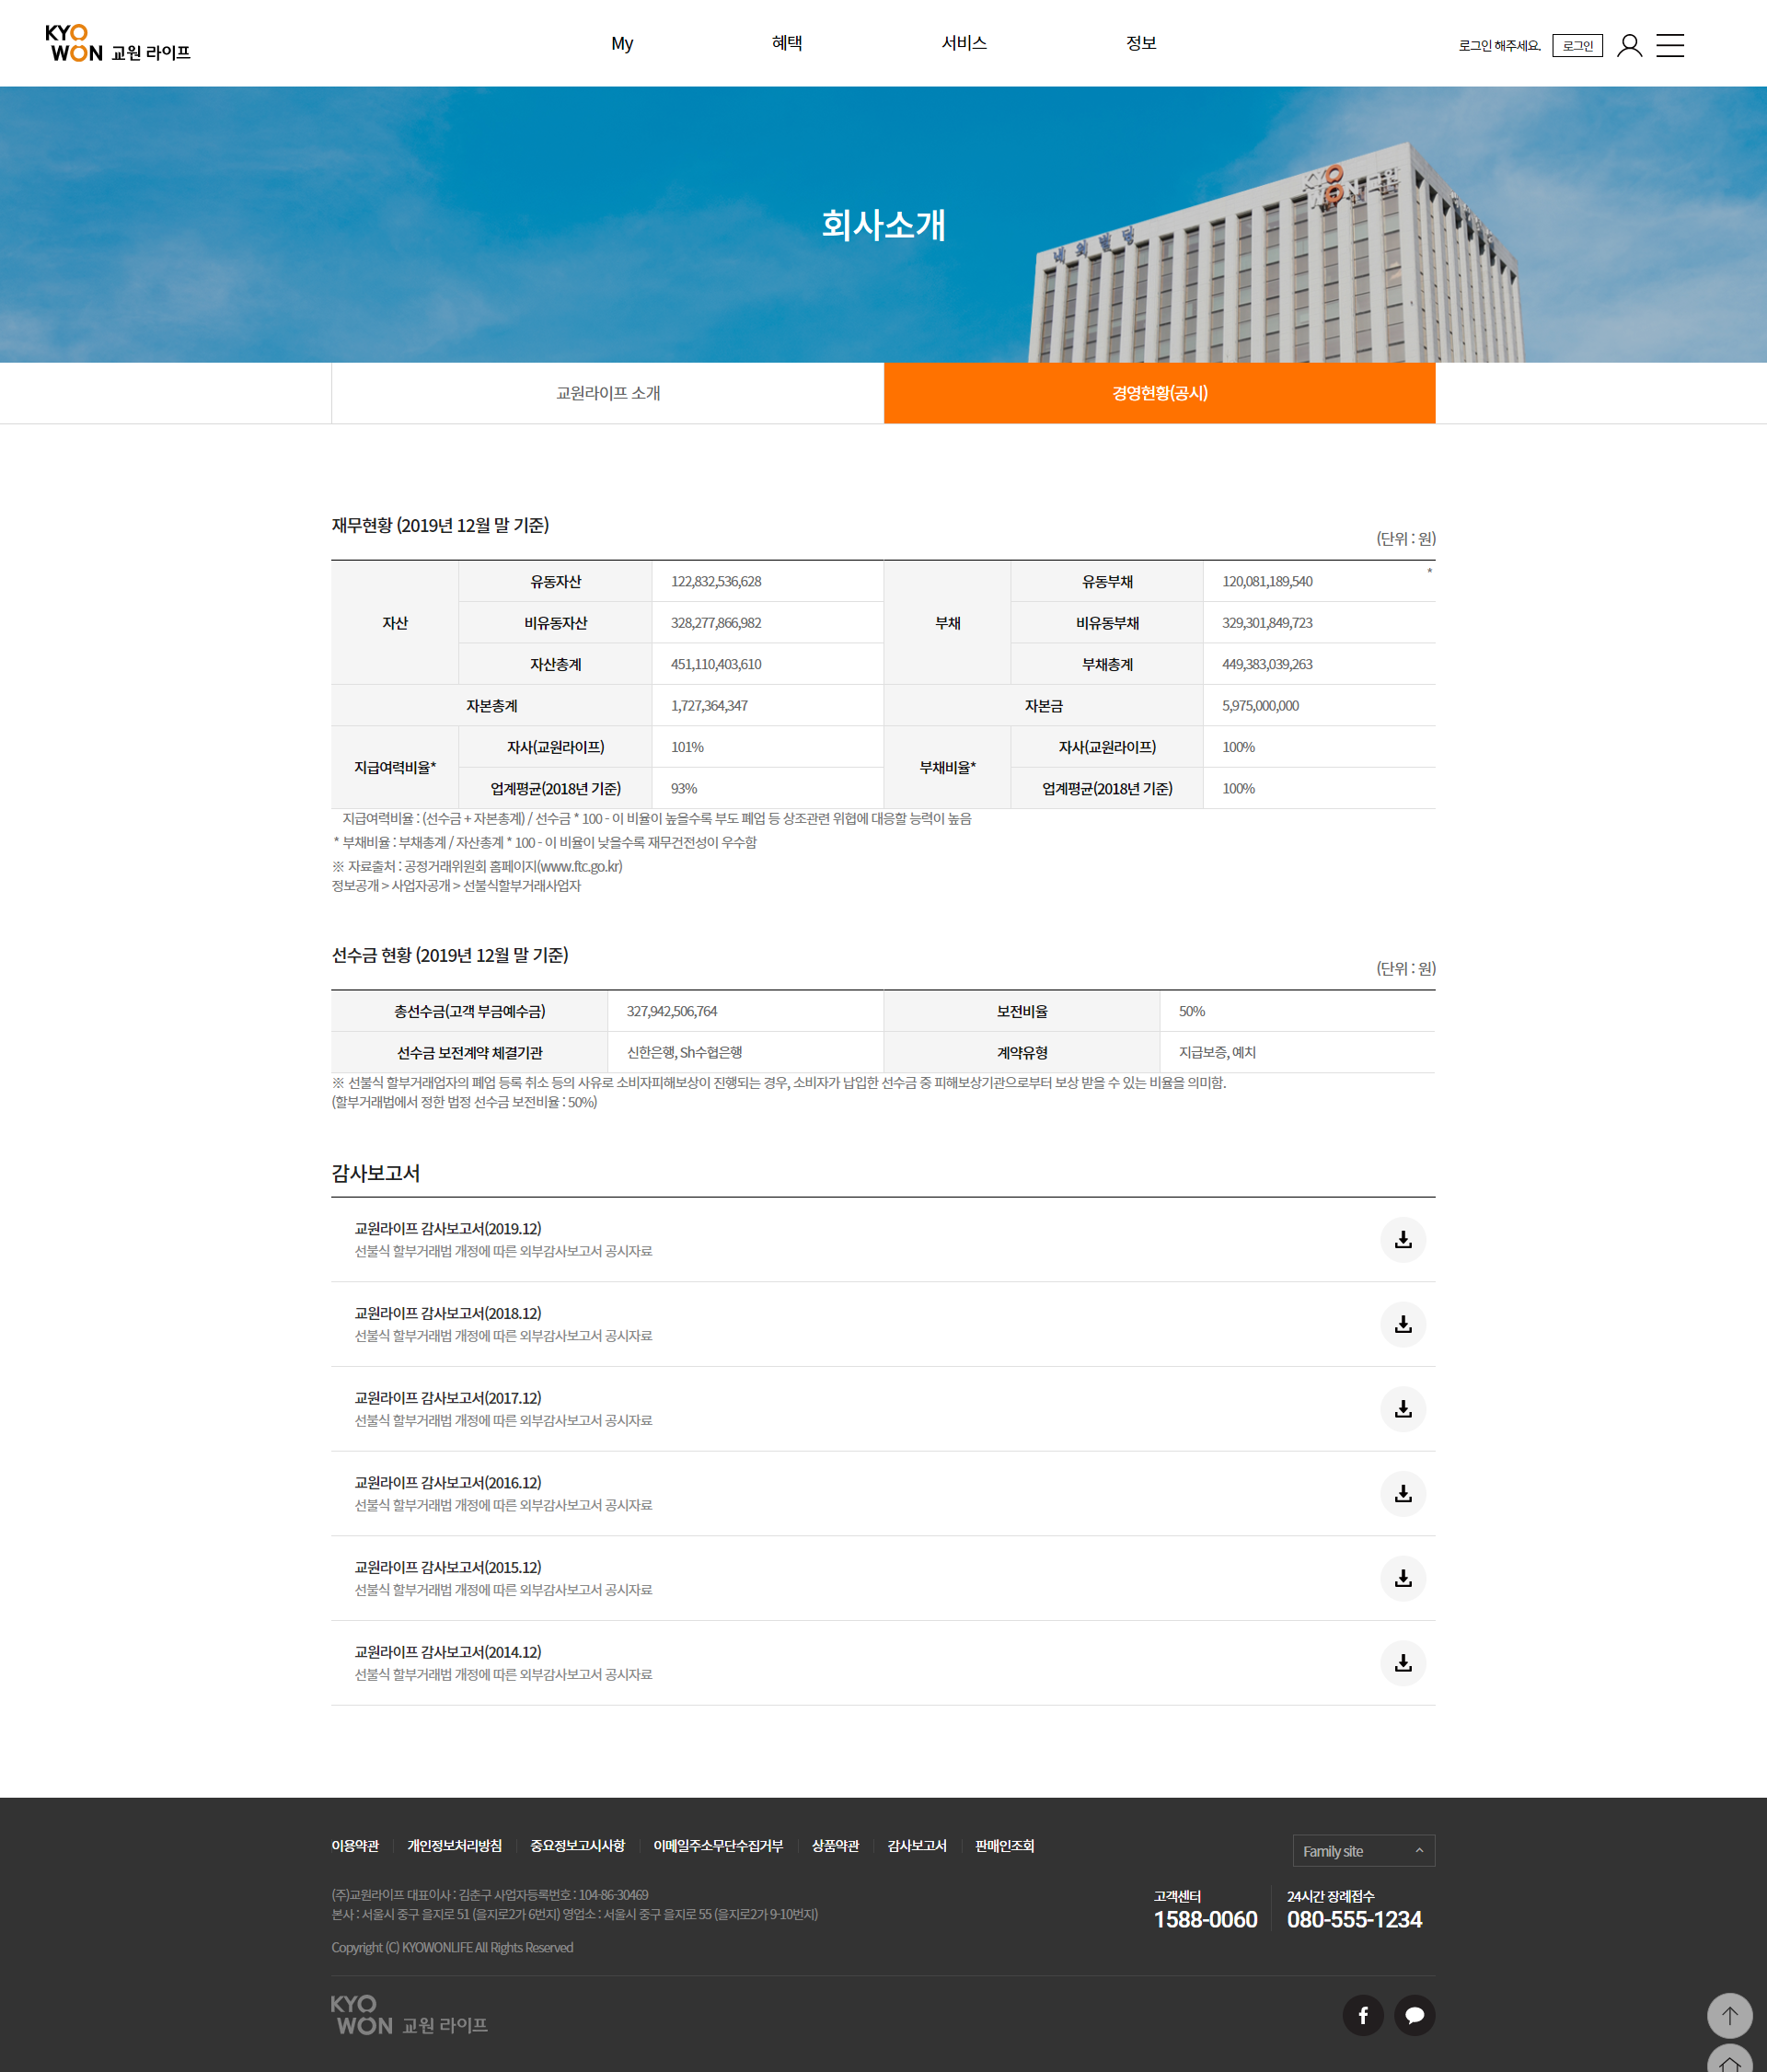 KYO
WON 교원 라이프
My 혜택 서비스 정보
로그인 해주세요. 로그인
KYO
WON 그룹
내외빌딩
회사소개
교원라이프 소개 경영현황(공시)
재무현황 (2019년 12월 말 기준)
(단위 : 원)
자산 유동자산 122,832,536,628 부채 유동부채 120,081,189,540 *
비유동자산 328,277,866,982 비유동부채 329,301,849,723
자산총계 451,110,403,610 부채총계 449,383,039,263
자본총계 1,727,364,347 자본금 5,975,000,000
지급여력비율* 자사(교원라이프) 101% 부채비율* 자사(교원라이프) 100%
업계평균(2018년 기준) 93% 업계평균(2018년 기준) 100%
지급여력비율 : (선수금 + 자본총계) / 선수금 * 100 - 이 비율이 높을수록 부도 폐업 등 상조관련 위협에 대응할 능력이 높음
* 부채비율 : 부채총계 / 자산총계 * 100 - 이 비율이 낮을수록 재무건전성이 우수함
※ 자료출처 : 공정거래위원회 홈페이지(www.ftc.go.kr)
정보공개 > 사업자공개 > 선불식할부거래사업자
선수금 현황 (2019년 12월 말 기준)
(단위 : 원)
총선수금(고객 부금예수금) 327,942,506,764 보전비율 50%
선수금 보전계약 체결기관 신한은행, Sh수협은행 계약유형 지급보증, 예치
※ 선불식 할부거래업자의 폐업 등록 취소 등의 사유로 소비자피해보상이 진행되는 경우, 소비자가 납입한 선수금 중 피해보상기관으로부터 보상 받을 수 있는 비율을 의미함.
(할부거래법에서 정한 법정 선수금 보전비율 : 50%)
감사보고서
교원라이프 감사보고서(2019.12)
선불식 할부거래법 개정에 따른 외부감사보고서 공시자료
교원라이프 감사보고서(2018.12)
선불식 할부거래법 개정에 따른 외부감사보고서 공시자료
교원라이프 감사보고서(2017.12)
선불식 할부거래법 개정에 따른 외부감사보고서 공시자료
교원라이프 감사보고서(2016.12)
선불식 할부거래법 개정에 따른 외부감사보고서 공시자료
교원라이프 감사보고서(2015.12)
선불식 할부거래법 개정에 따른 외부감사보고서 공시자료
교원라이프 감사보고서(2014.12)
선불식 할부거래법 개정에 따른 외부감사보고서 공시자료
이용약관 개인정보처리방침 중요정보고시사항 이메일주소무단수집거부 상품약관 감사보고서 판매인조회
Family site
(주)교원라이프 대표이사 : 김춘구 사업자등록번호 : 104-86-30469
본사 : 서울시 중구 을지로 51 (을지로2가 6번지) 영업소 : 서울시 중구 을지로 55 (을지로2가 9-10번지)
고객센터 24시간 장례접수
1588-0060 080-555-1234
Copyright (C) KYOWONLIFE All Rights Reserved
KYO
WON 교원 라이프